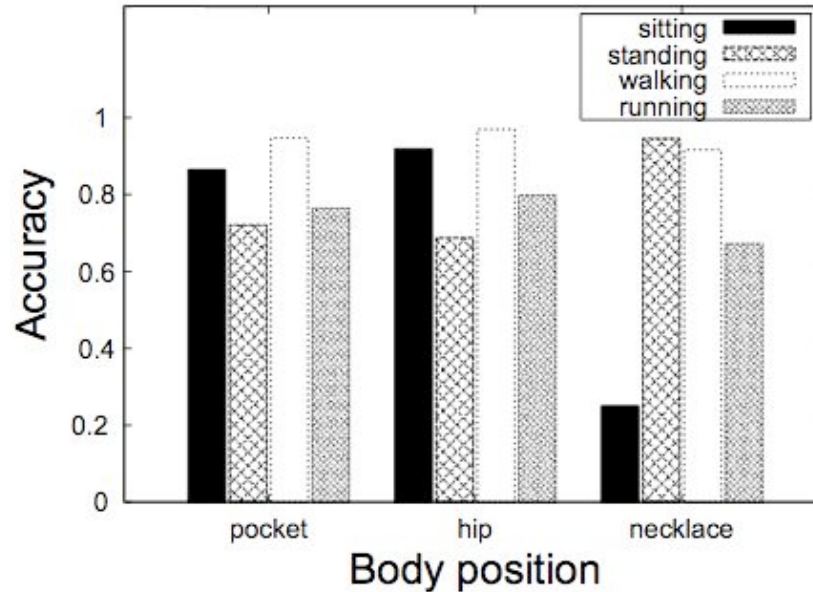 sitting
standing
walking
running
1
0.8
0.6
0.4
0.2
0
Accuracy
pocket hip necklace
Body position